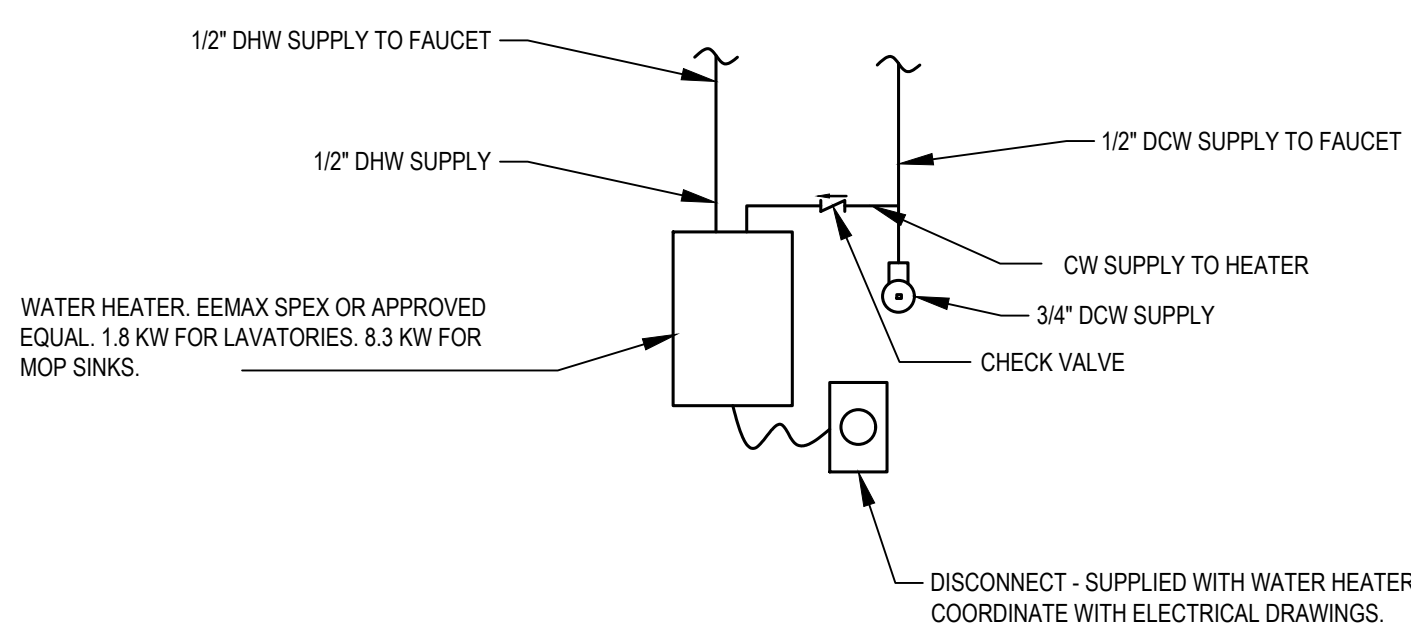 1/2" DHW SUPPLY TO FAUCET
1/2" DHW SUPPLY
1/2" DCW SUPPLY TO FAUCET
CW SUPPLY TO HEATER
3/4" DCW SUPPLY
CHECK VALVE
WATER HEATER. EEMAX SPEX OR APPROVED
EQUAL. 1.8 KW FOR LAVATORIES. 8.3 KW FOR
MOP SINKS.
DISCONNECT - SUPPLIED WITH WATER HEATER
COORDINATE WITH ELECTRICAL DRAWINGS.